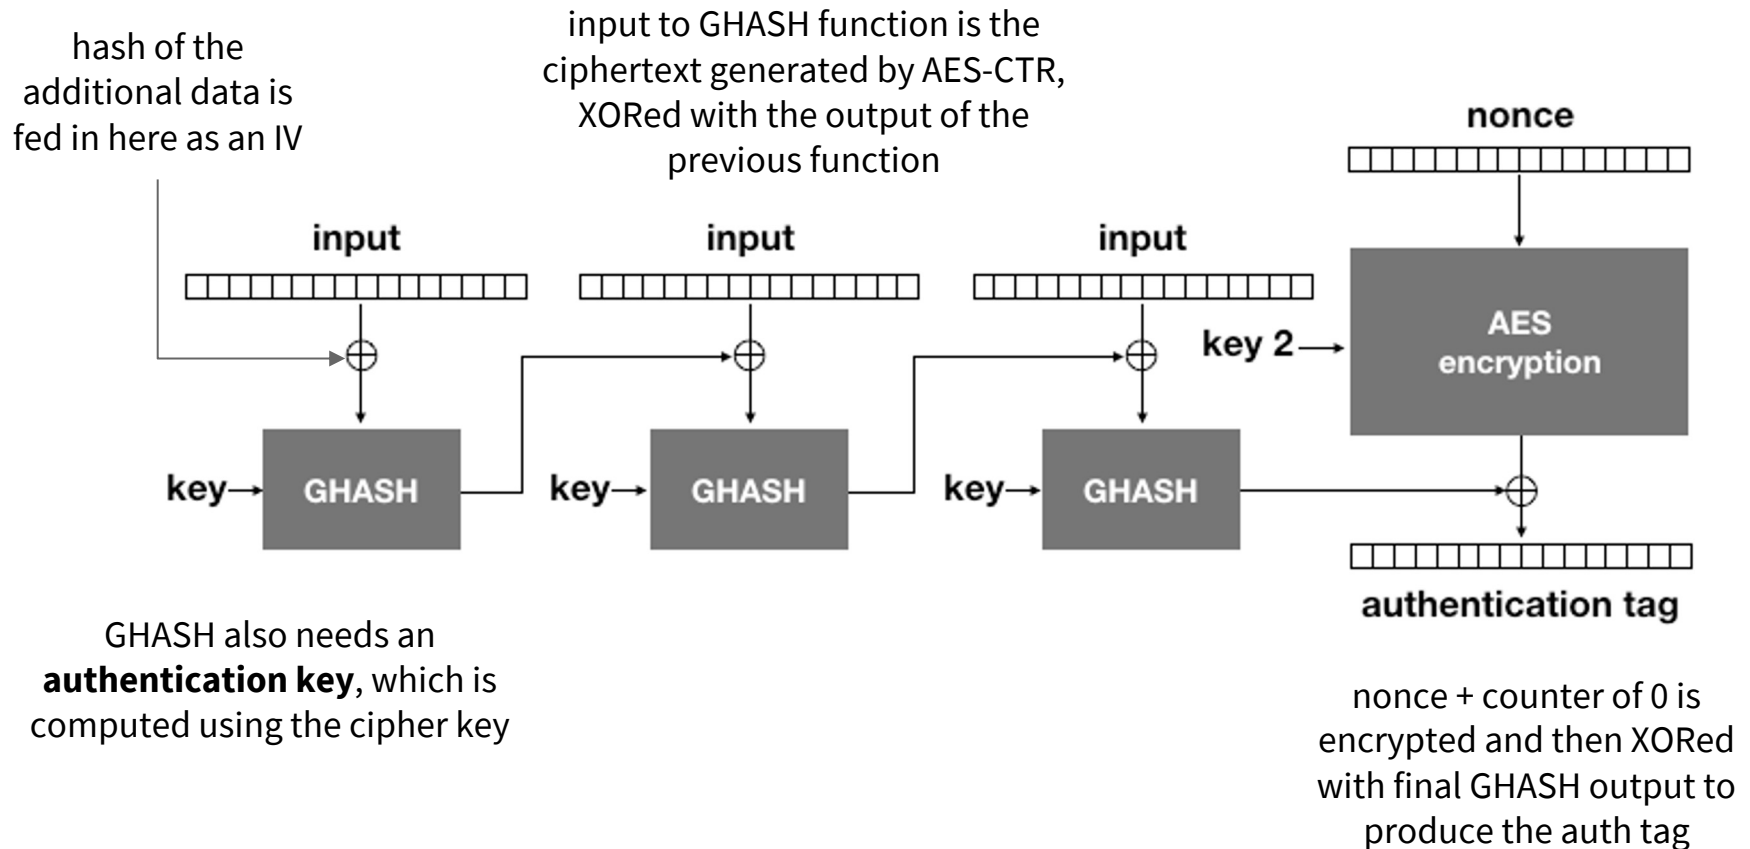 hash of the
additional data is
fed in here as an IV
input to GHASH function is the
ciphertext generated by AES-CTR,
XORed with the output of the
previous function
nonce
input
input
input
key 2
AES
encryption
key
GHASH
key
GHASH
key
GHASH
authentication tag
GHASH also needs an
authentication key, which is
computed using the cipher key
nonce + counter of 0 is
encrypted and then XORed
with final GHASH output to
produce the auth tag